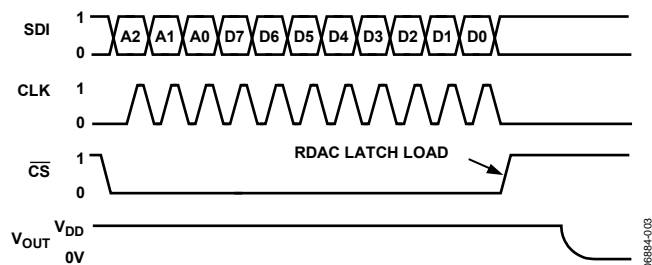 SDI
1
0
A2 A1 A0 D7 D6 D5 D4 D3 D2 D1 D0
CLK
1
0
CS
1
0
RDAC LATCH LOAD
VOUT
VDD
0V
06884-003